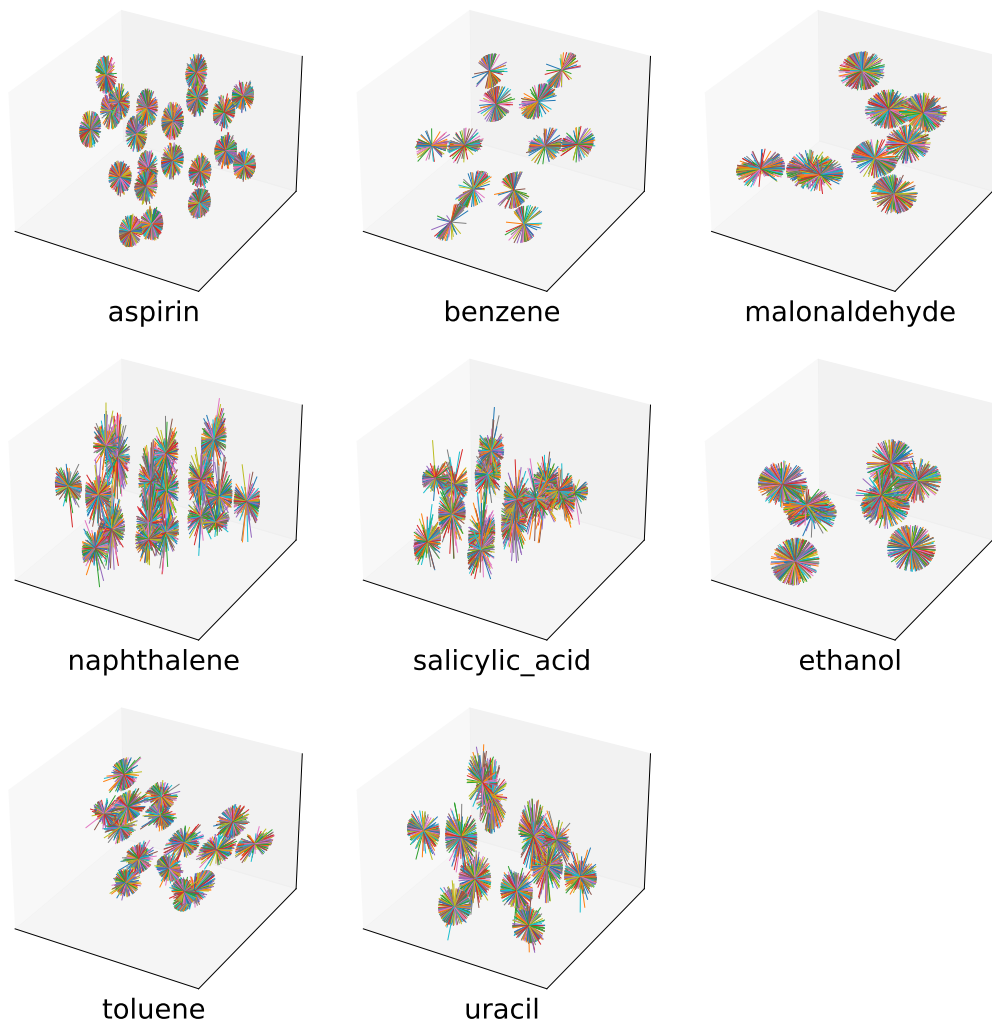 aspirin
benzene
malonaldehyde
naphthalene
salicylic_acid
ethanol
toluene
uracil